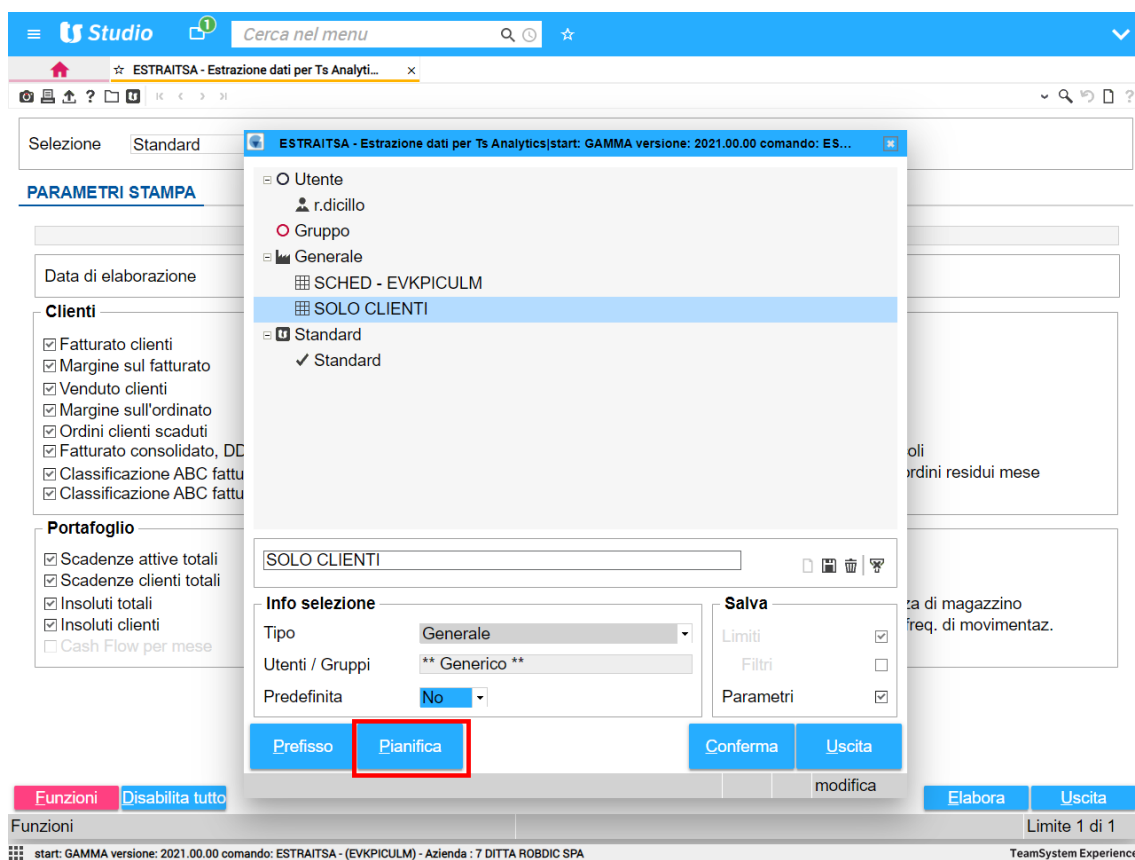 Studio 1 Cerca nel menu
ESTRAITSA - Estrazione dati per Ts Analyti... ×
Selezione Standard
PARAMETRI STAMPA
Data di elaborazione
Clienti
Fatturato clienti
Margine sul fatturato
Venduto clienti
Margine sull'ordinato
Ordini clienti scaduti
Fatturato consolidato, DD
oli
Classificazione ABC fattu
ordini residui mese
Classificazione ABC fattu
Portafoglio
Scadenze attive totali
Scadenze clienti totali
Insoluti totali
za di magazzino
Insoluti clienti
freq. di movimentaz.
Cash Flow per mese
ESTRAITSA - Estrazione dati per Ts Analytics|start: GAMMA versione: 2021.00.00 comando: ES...
Utente
r.dicillo
Gruppo
Generale
SCHED - EVKPICULM
SOLO CLIENTI
Standard
Standard
SOLO CLIENTI
Info selezione
Tipo Generale
Utenti / Gruppi ** Generico **
Predefinita No
Salva
Limiti
Filtri
Parametri
Prefisso Pianifica Conferma Uscita
modifica
Funzioni Disabilita tutto Elabora Uscita
Funzioni Limite 1 di 1
start: GAMMA versione: 2021.00.00 comando: ESTRAITSA - (EVKPICULM) - Azienda : 7 DITTA ROBDIC SPA TeamSystem Experience